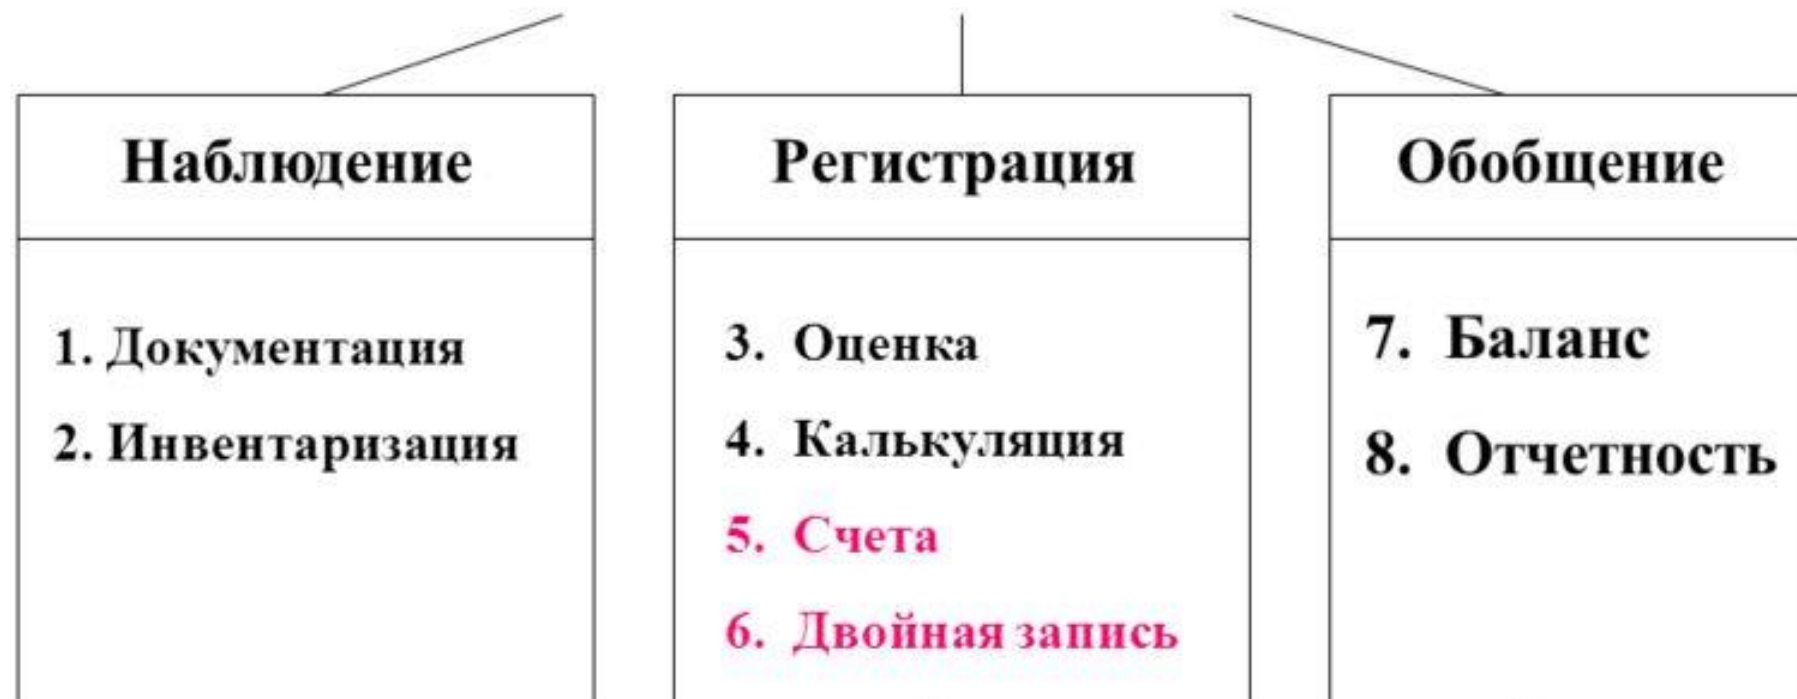 Наблюдение
1. Документация
2. Инвентаризация
Регистрация
3. Оценка
4. Калькуляция
5. Счета
6. Двойная запись
Обобщение
7. Баланс
8. Отчетность